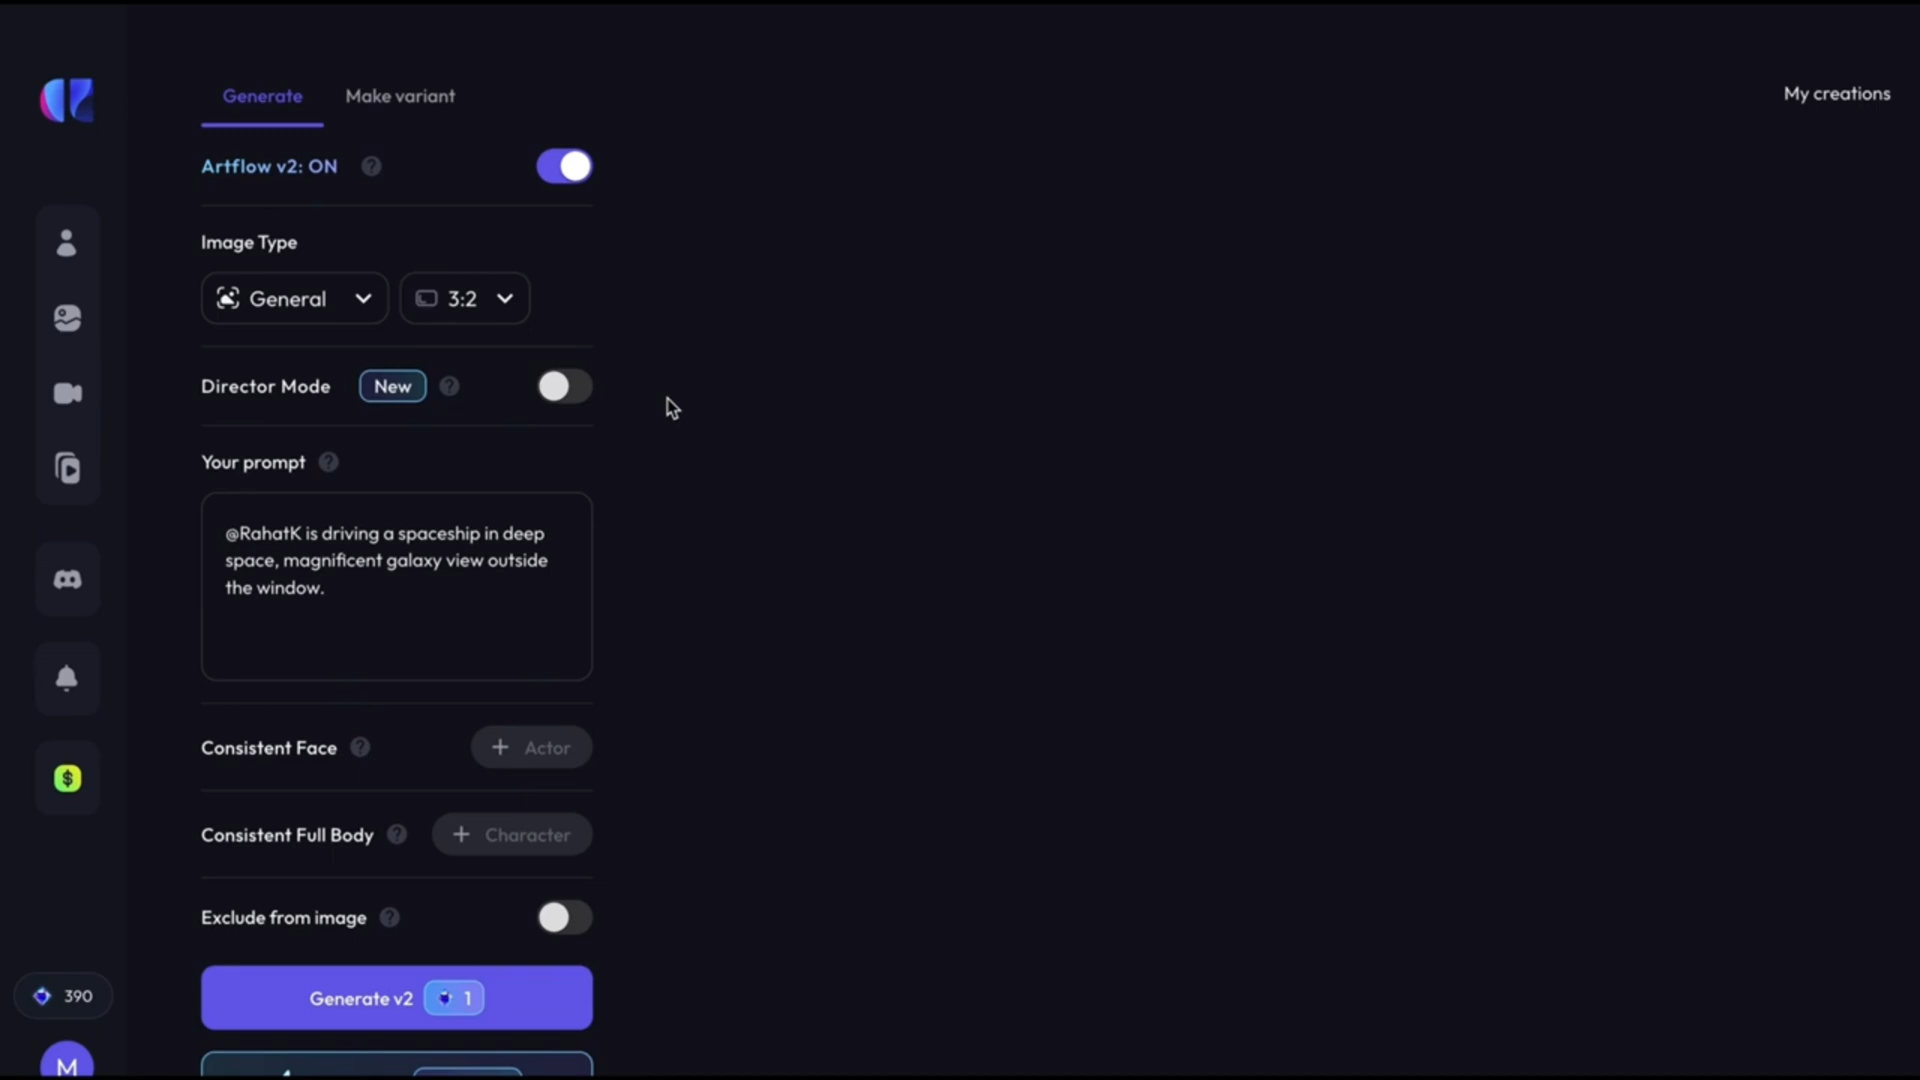 Generate
Make variant
My creations
Artflow v2: ON
?
Image Type
General
3:2
Director Mode
New
?
Your prompt
?
@RahatK is driving a spaceship in deep
space, magnificent galaxy view outside
the window.
Consistent Face
?
+ Actor
Consistent Full Body
?
+ Character
Exclude from image
?
$
390
Generate v2
1
M